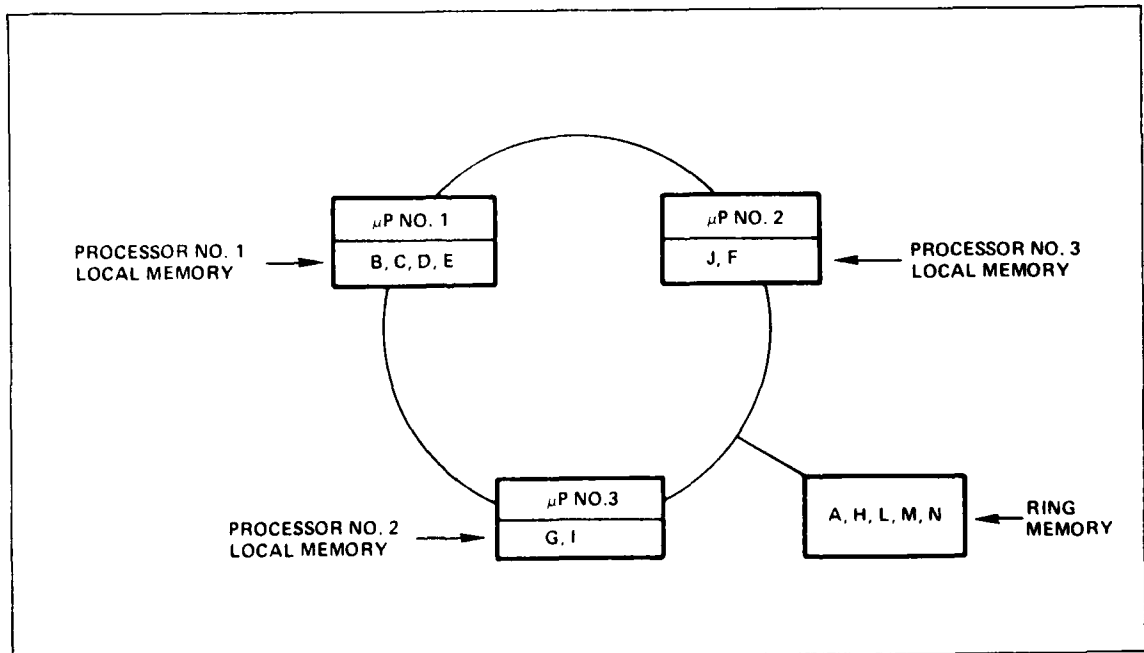 μP NO. 1
B, C, D, E
PROCESSOR NO. 1
LOCAL MEMORY
μP NO. 2
J, F
PROCESSOR NO. 3
LOCAL MEMORY
μP NO.3
G, I
PROCESSOR NO. 2
LOCAL MEMORY
A, H, L, M, N
RING
MEMORY